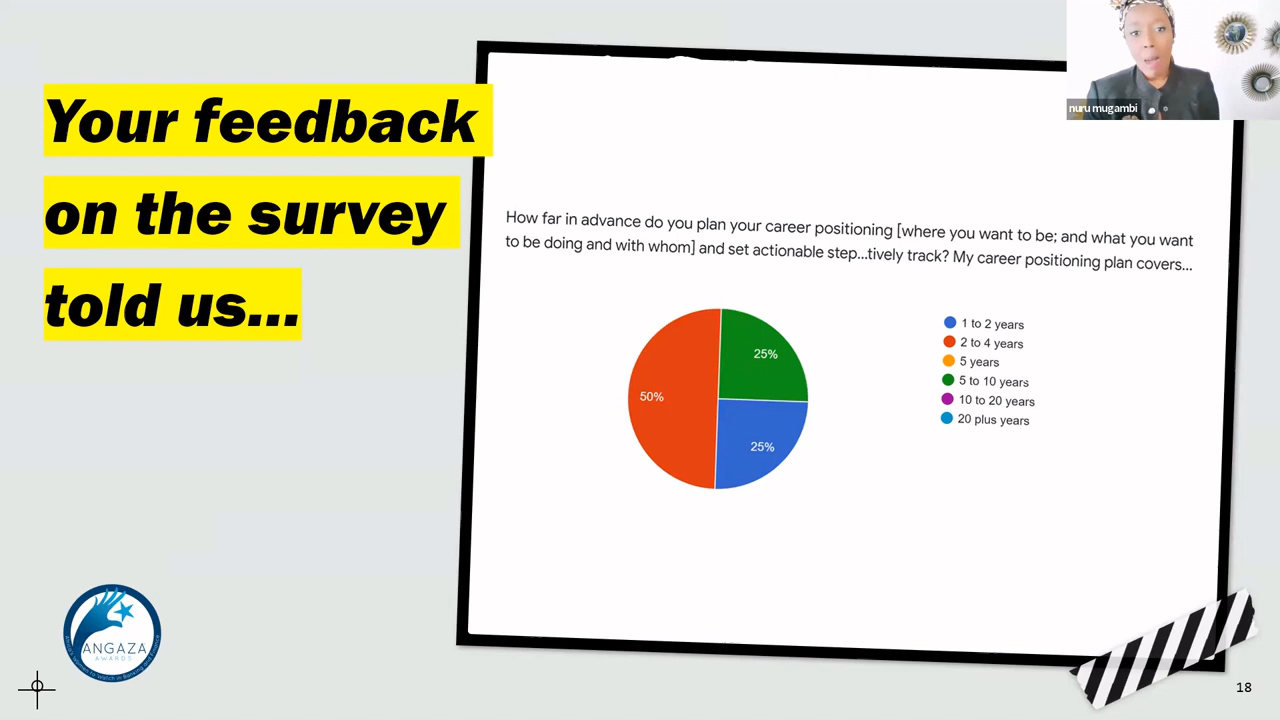 Your feedback
on the survey
told us...
nuru mugambi
How far in advance do you plan your career positioning [where you want to be; and what you want
to be doing and with whom] and set actionable step...tively track? My career positioning plan covers...
25%
50%
25%
1 to 2 years
2 to 4 years
5 years
5 to 10 years
10 to 20 years
20 plus years
ANGAZA
AWARDS
18